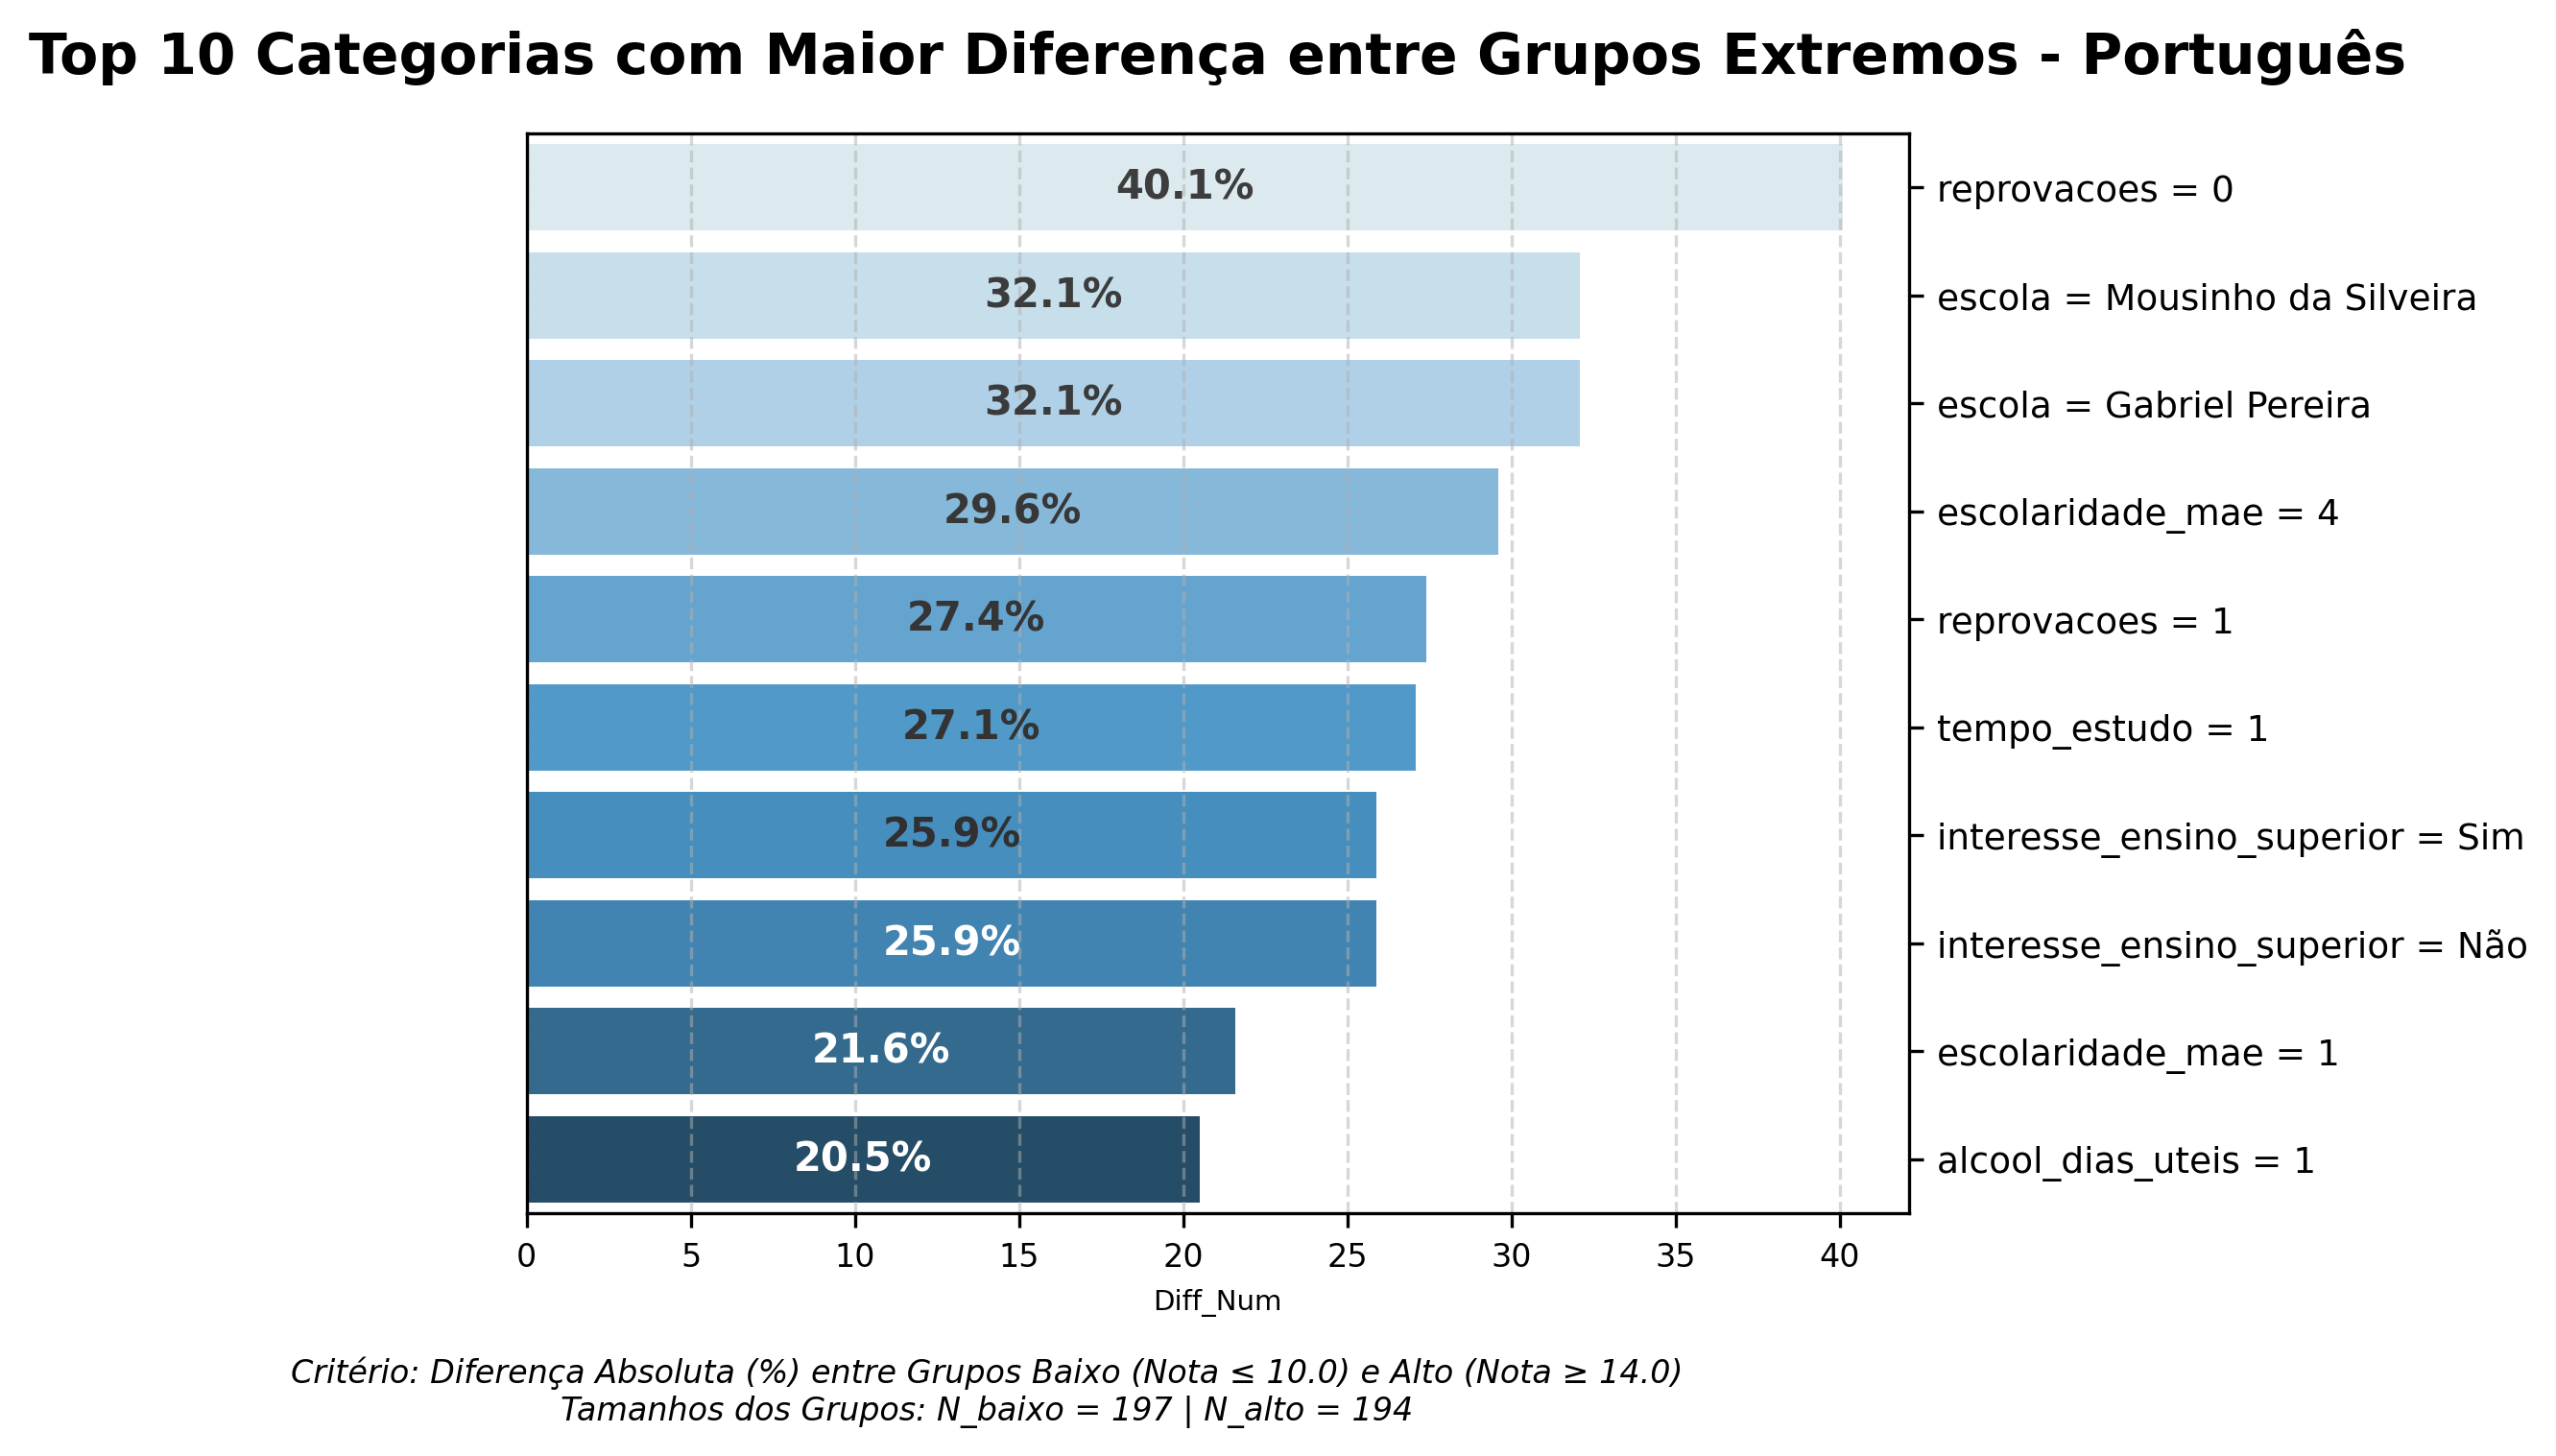 Top 10 Categorias com Maior Diferença entre Grupos Extremos - Português
40.1% reprovacoes = 0
32.1% escola = Mousinho da Silveira
32.1% escola = Gabriel Pereira
29.6% escolaridade_mae = 4
27.4% reprovacoes = 1
27.1% tempo_estudo = 1
25.9% interesse_ensino_superior = Sim
25.9% interesse_ensino_superior = Não
21.6% escolaridade_mae = 1
20.5% alcool_dias_uteis = 1
0 5 10 15 20 25 30 35 40
Diff_Num
Critério: Diferença Absoluta (%) entre Grupos Baixo (Nota ≤ 10.0) e Alto (Nota ≥ 14.0)
Tamanhos dos Grupos: N_baixo = 197 | N_alto = 194